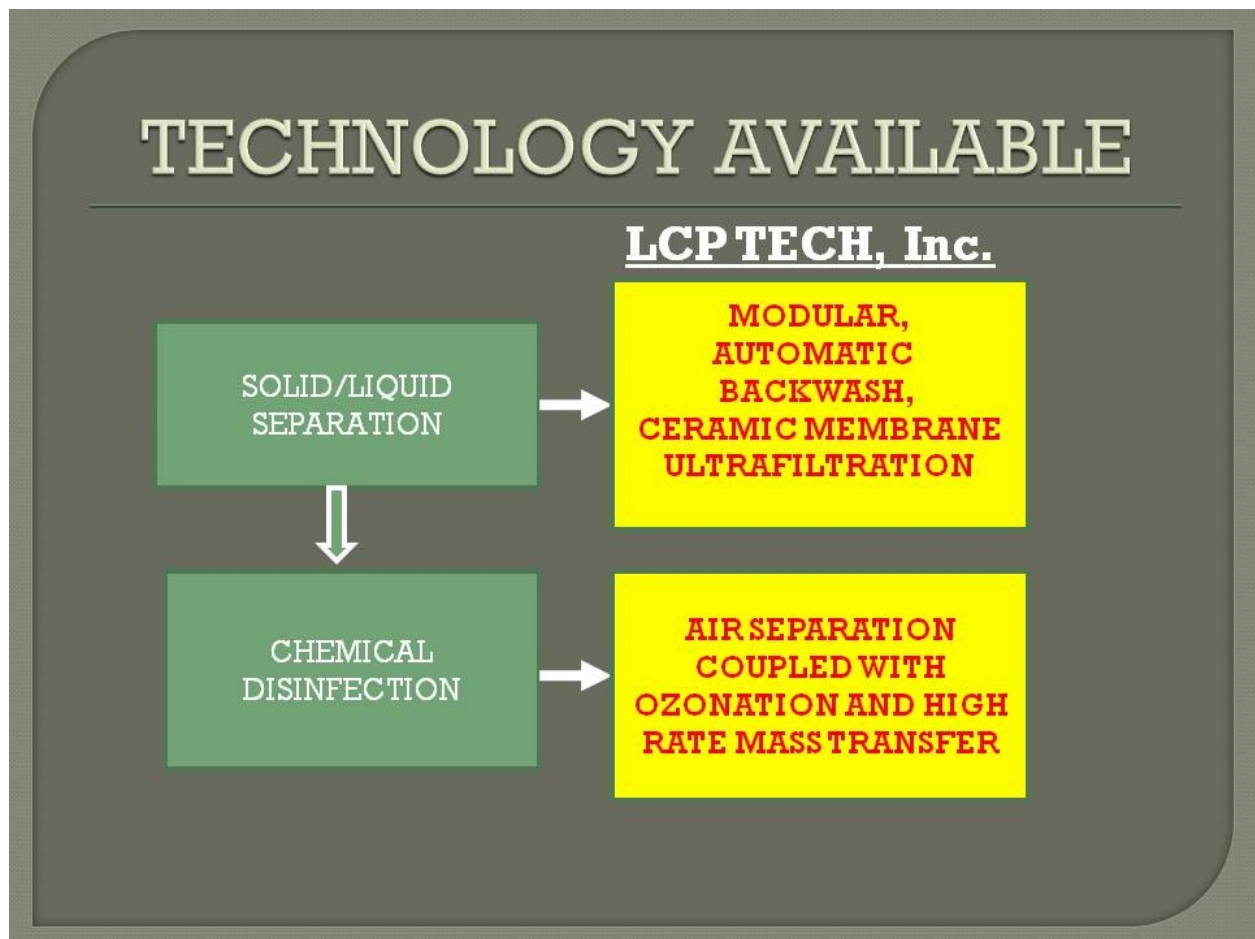 TECHNOLOGY AVAILABLE
LCP TECH, Inc.
SOLID/LIQUID
SEPARATION
MODULAR,
AUTOMATIC
BACKWASH,
CERAMIC MEMBRANE
ULTRAFILTRATION
CHEMICAL
DISINFECTION
AIR SEPARATION
COUPLED WITH
OZONATION AND HIGH
RATE MASS TRANSFER